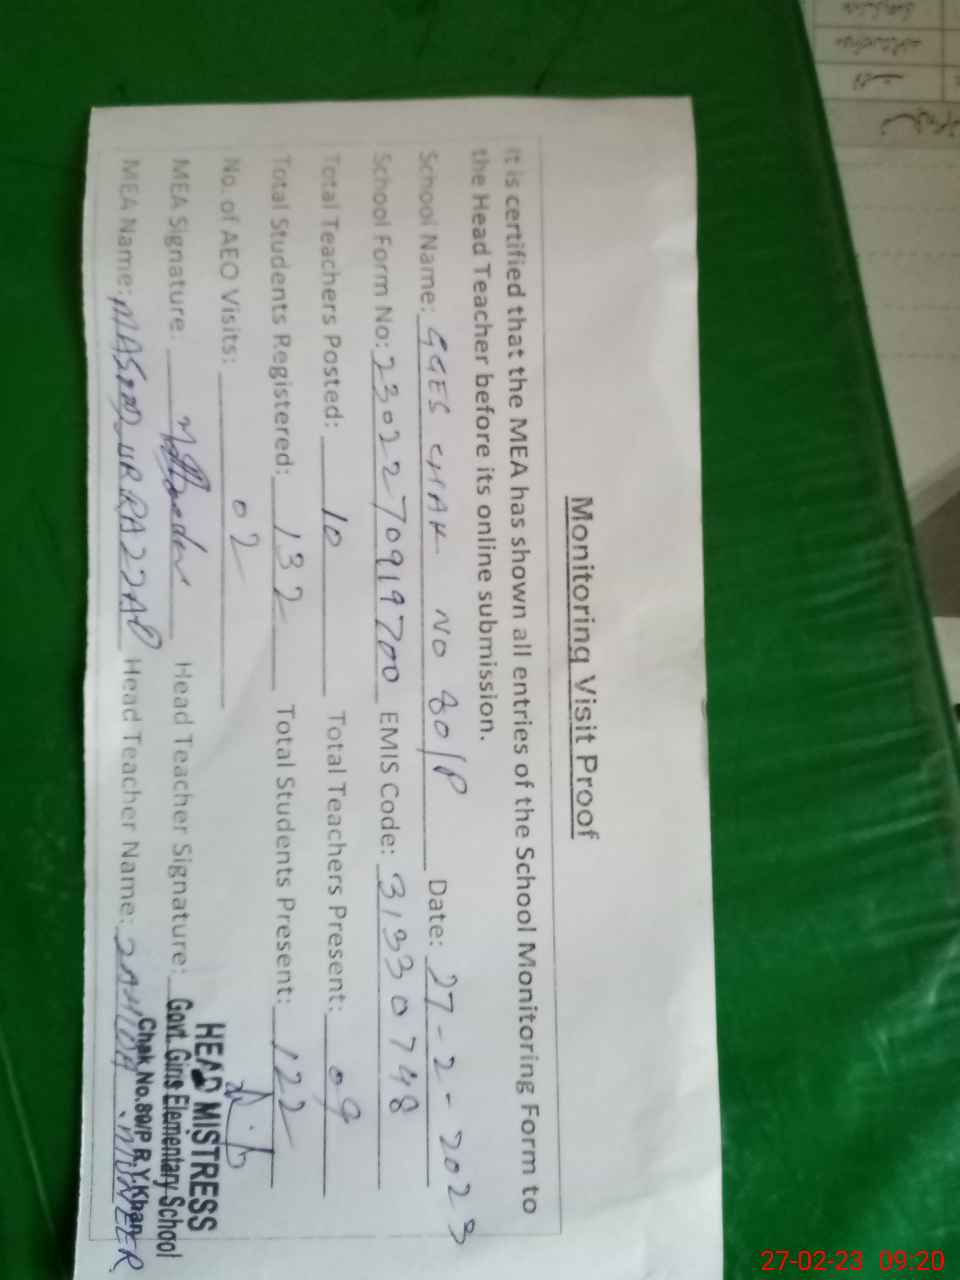 Monitoring Visit Proof
It is certified that the MEA has shown all entries of the School Monitoring Form to
the Head Teacher before its online submission.
School Name: GGES CHAK NO 80/P Date: 27-2-2023
School Form No: 2302270919700 EMIS Code: 31330748
Total Teachers Posted: 10 Total Teachers Present: 09
Total Students Registered: 132 Total Students Present: 122
No. of AEO Visits: 02
MEA Signature: Head Teacher Signature:
MEA Name: MASOOD UR RAZZAQ Head Teacher Name: ZAHIDA MUNEER
HEAD MISTRESS
Govt. Girls Elementary School
Chak No.80/P R.Y.Khan
27-02-23 09:20